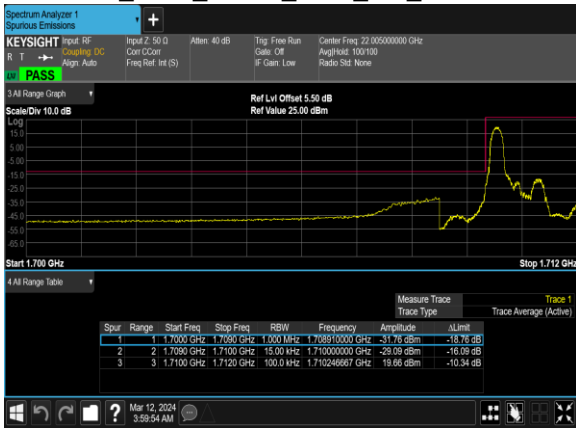 Spectrum Analyzer 1
Spurious Emissions
+
KEYSIGHT Input: RF Input Z: 50 Ω Atten: 40 dB Trig: Free Run Center Freq: 22.005000000 GHz
R T Coupling: DC Corr CCorr Gate: Off Avg|Hold: 100/100
Align: Auto Freq Ref: Int (S) IF Gain: Low Radio Std: None
PASS
3 All Range Graph
Ref Lvl Offset 5.50 dB
Scale/Div 10.0 dB Ref Value 25.00 dBm
Log
15.0
5.00
-5.00
-15.0
-25.0
-35.0
-45.0
-55.0
-65.0
Start 1.700 GHz Stop 1.712 GHz
4 All Range Table
Measure Trace Trace 1
Trace Type Trace Average (Active)
Spur Range Start Freq Stop Freq RBW Frequency Amplitude ΔLimit
1 1 1.7000 GHz 1.7090 GHz 1.000 MHz 1.708910000 GHz -31.76 dBm -18.76 dB
2 2 1.7090 GHz 1.7100 GHz 15.00 kHz 1.710000000 GHz -29.09 dBm -16.09 dB
3 3 1.7100 GHz 1.7120 GHz 100.0 kHz 1.710246667 GHz 19.66 dBm -10.34 dB
? Mar 12, 2024
3:59:54 AM